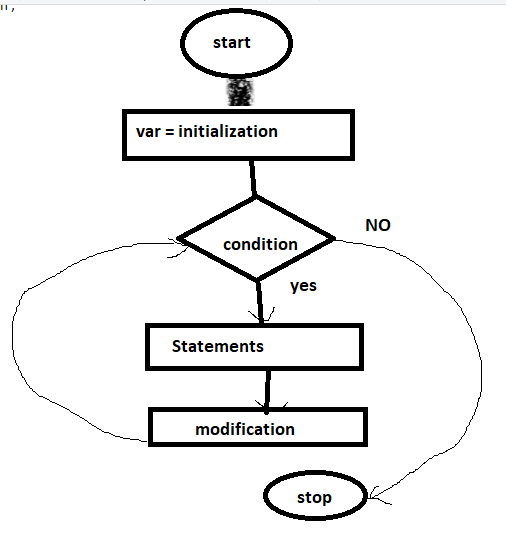 start
var = initialization
condition
NO
yes
Statements
modification
stop